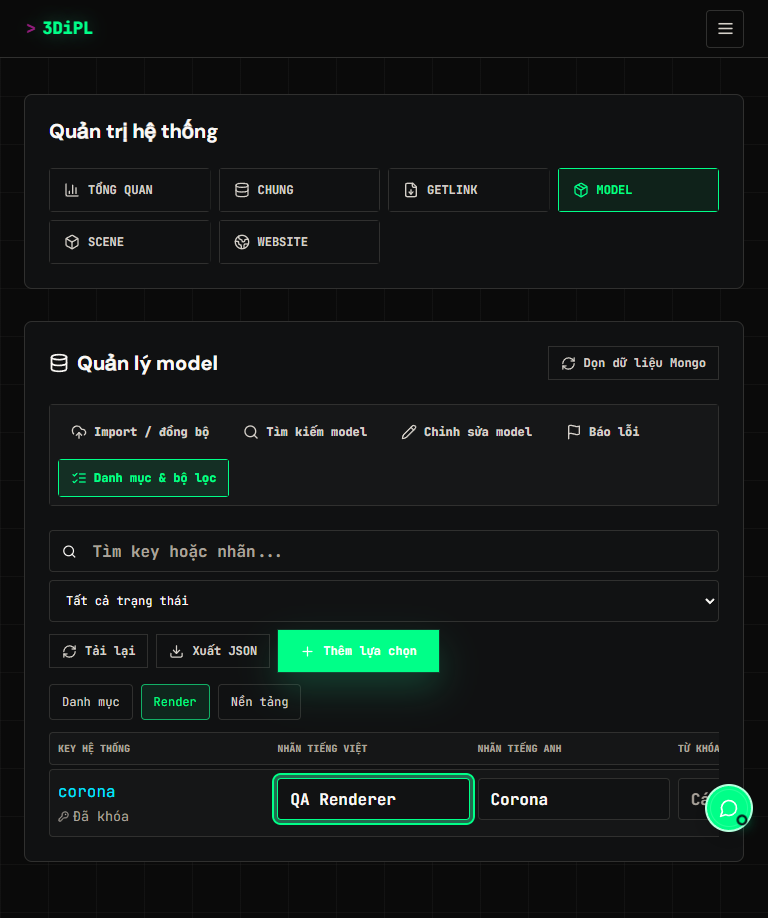 > 3DiPL
Quản trị hệ thống
TỔNG QUAN
CHUNG
GETLINK
MODEL
SCENE
WEBSITE
Quản lý model
Dọn dữ liệu Mongo
Import / đồng bộ
Tìm kiếm model
Chỉnh sửa model
Báo lỗi
Danh mục & bộ lọc
Tìm key hoặc nhãn...
Tất cả trạng thái
Tải lại
Xuất JSON
+ Thêm lựa chọn
Danh mục
Render
Nền tảng
KEY HỆ THỐNG
NHÃN TIẾNG VIỆT
NHÃN TIẾNG ANH
TỪ KHÓA
corona
QA Renderer
Corona
Đã khóa